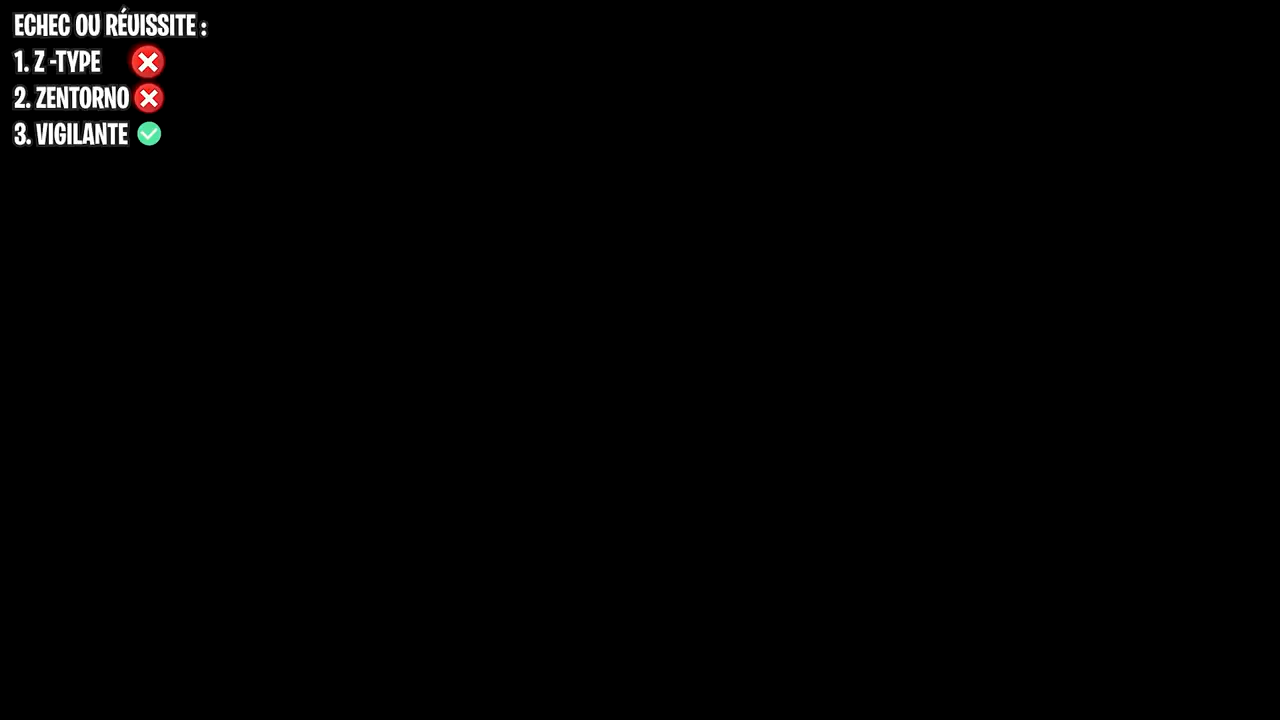 ECHEC OU RÉUISSITE :
1. Z -TYPE ❌
2. ZENTORNO ❌
3. VIGILANTE ✅